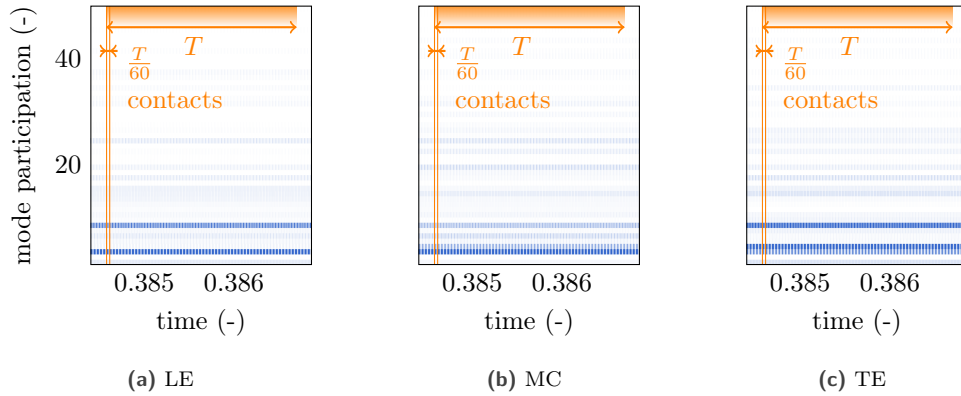 mode participation (-)
40
20
T
T/60
contacts
0.385 0.386
time (-)
(a) LE
T
T/60
contacts
0.385 0.386
time (-)
(b) MC
T
T/60
contacts
0.385 0.386
time (-)
(c) TE